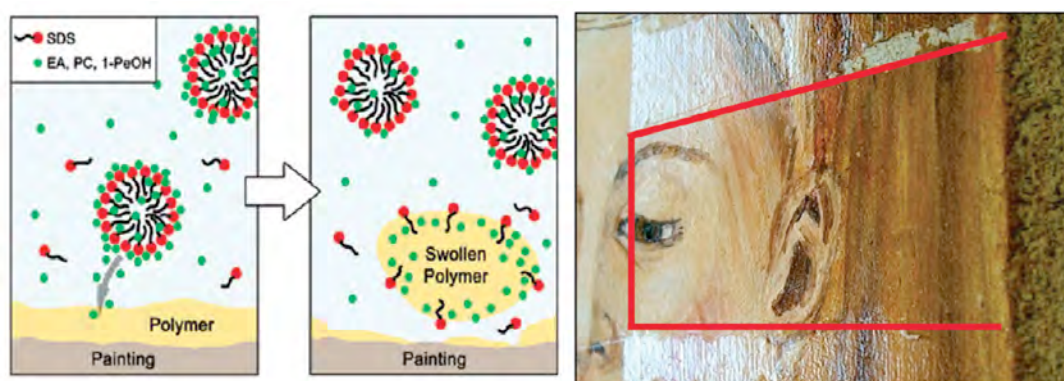 SDS
EA, PC, 1-PeOH
Polymer
Painting
Swollen
Polymer
Painting